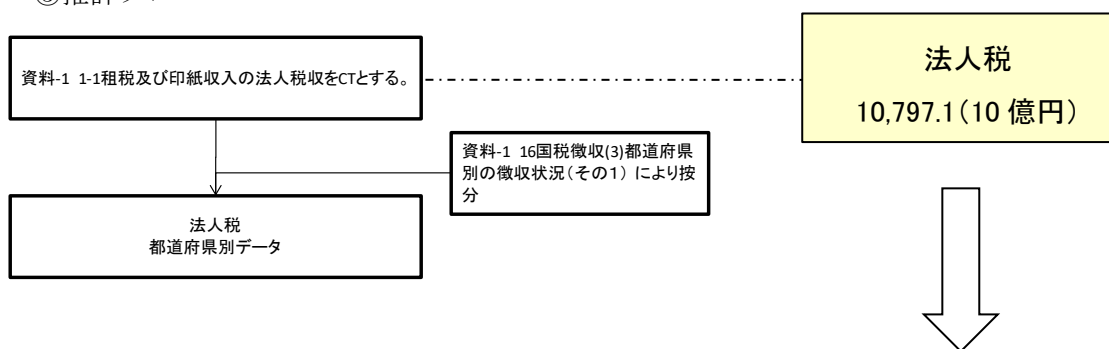 資料-1 1-1租税及び印紙収入の法人税収をCTとする。
法人税
10,797.1(10 億円)
資料-1 16国税徴収(3)都道府県
別の徴収状況(その1) により按
分
法人税
都道府県別データ